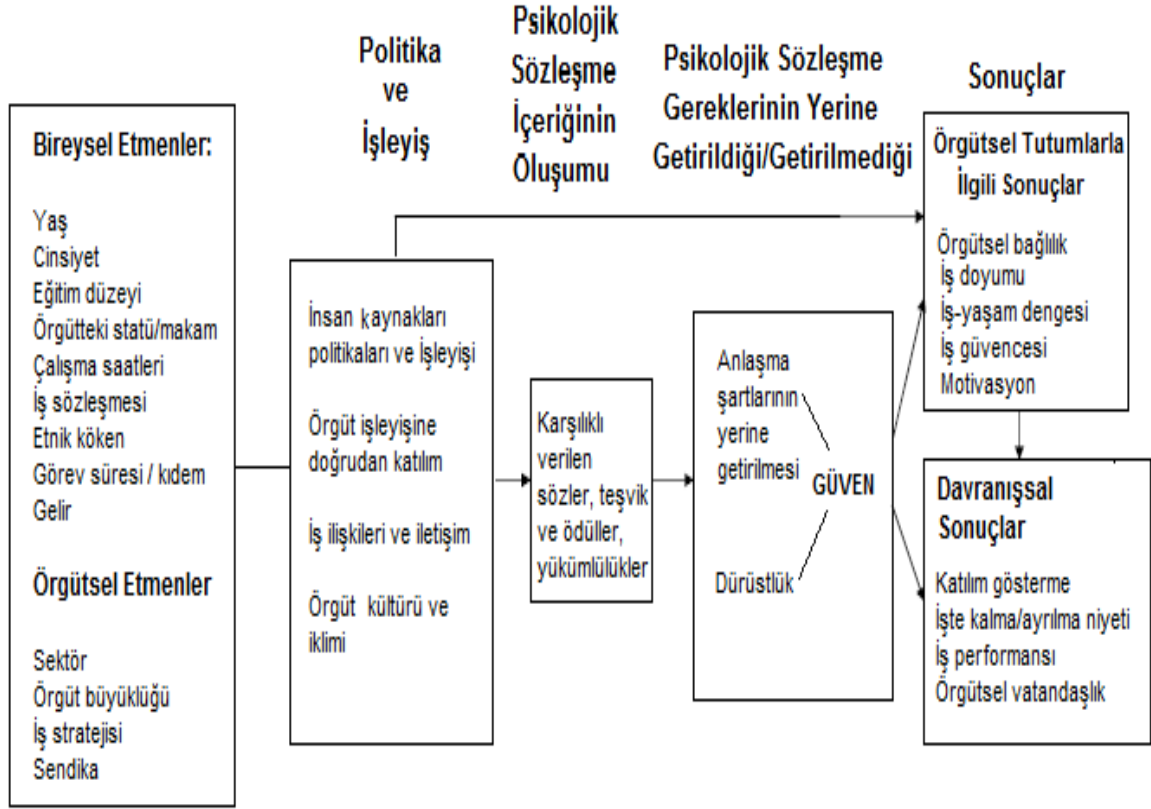 Politika
ve
İşleyiş
Psikolojik
Sözleşme
İçeriğinin
Oluşumu
Psikolojik Sözleşme
Gereklerinin Yerine
Getirildiği/Getirilmediği
Sonuçlar
Bireysel Etmenler:
Yaş
Cinsiyet
Eğitim düzeyi
Örgütteki statü/makam
Çalışma saatleri
İş sözleşmesi
Etnik köken
Görev süresi / kıdem
Gelir
Örgütsel Etmenler
Sektör
Örgüt büyüklüğü
İş stratejisi
Sendika
İnsan kaynakları
politikaları ve İşleyişi
Örgüt işleyişine
doğrudan katılım
İş ilişkileri ve iletişim
Örgüt kültürü ve
iklimi
Karşılıklı
verilen
sözler, teşvik
ve ödüller,
yükümlülükler
Anlaşma
şartlarının
yerine
getirilmesi
GÜVEN
Dürüstlük
Örgütsel Tutumlarla
İlgili Sonuçlar
Örgütsel bağlılık
İş doyumu
İş-yaşam dengesi
İş güvencesi
Motivasyon
Davranışsal
Sonuçlar
Katılım gösterme
İşte kalma/ayrılma niyeti
İş performansı
Örgütsel vatandaşlık